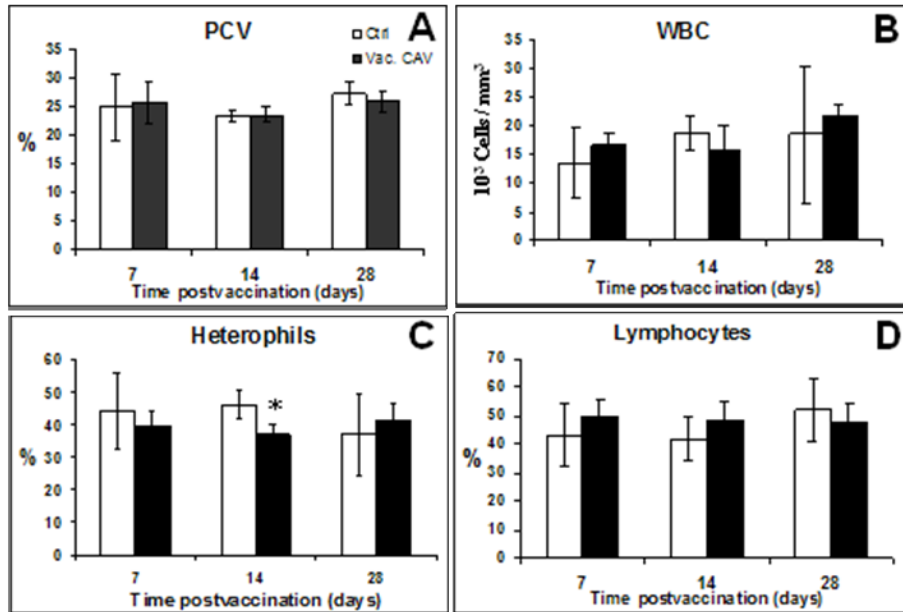 PCV
A
Ctrl
Vac. CAV
35
30
25
20
15
10
5
0
%
7 14 28
Time postvaccination (days)
WBC
B
35
30
25
20
15
10
5
0
10³ Cells / mm³
7 14 28
Time postvaccination (days)
Heterophils
C
60
50
40
30
20
10
0
%
*
7 14 28
Time postvaccination (days)
Lymphocytes
D
70
60
50
40
30
20
10
0
%
7 14 28
Time postvaccination (days)